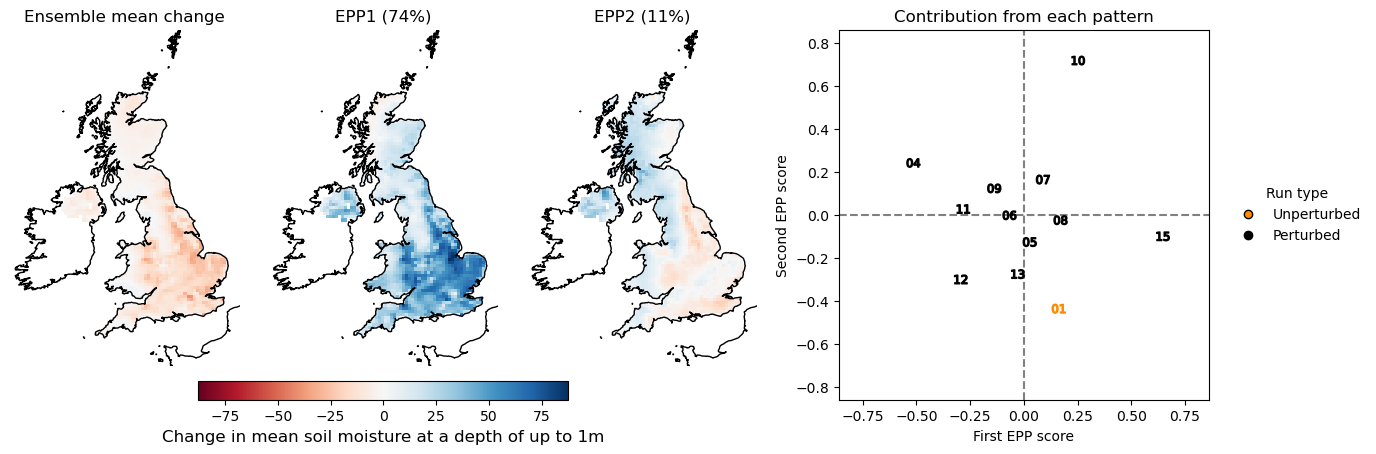 Ensemble mean change
EPP1 (74%)
EPP2 (11%)
Contribution from each pattern
−75 −50 −25 0 25 50 75
Change in mean soil moisture at a depth of up to 1m
Second EPP score
0.8
0.6
0.4
0.2
0.0
−0.2
−0.4
−0.6
−0.8
10
04
07
09
11
06
08
15
05
13
12
01
−0.75 −0.50 −0.25 0.00 0.25 0.50 0.75
First EPP score
Run type
Unperturbed
Perturbed